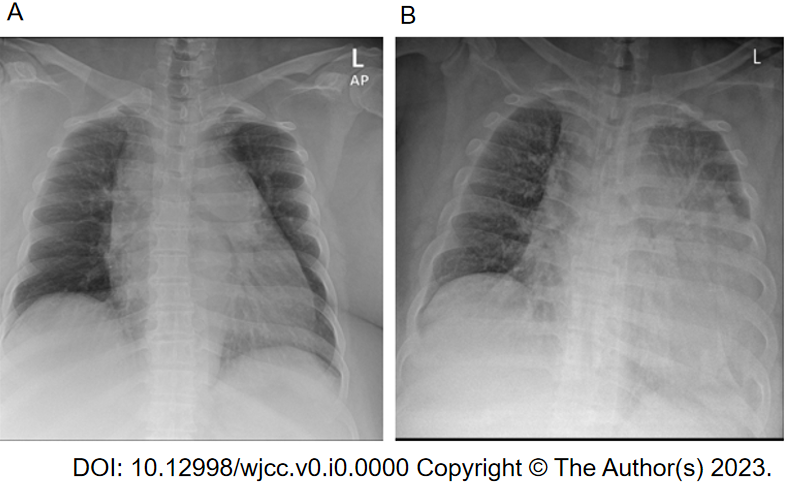 A
B
L
AP
L
DOI: 10.12998/wjcc.v0.i0.0000 Copyright © The Author(s) 2023.